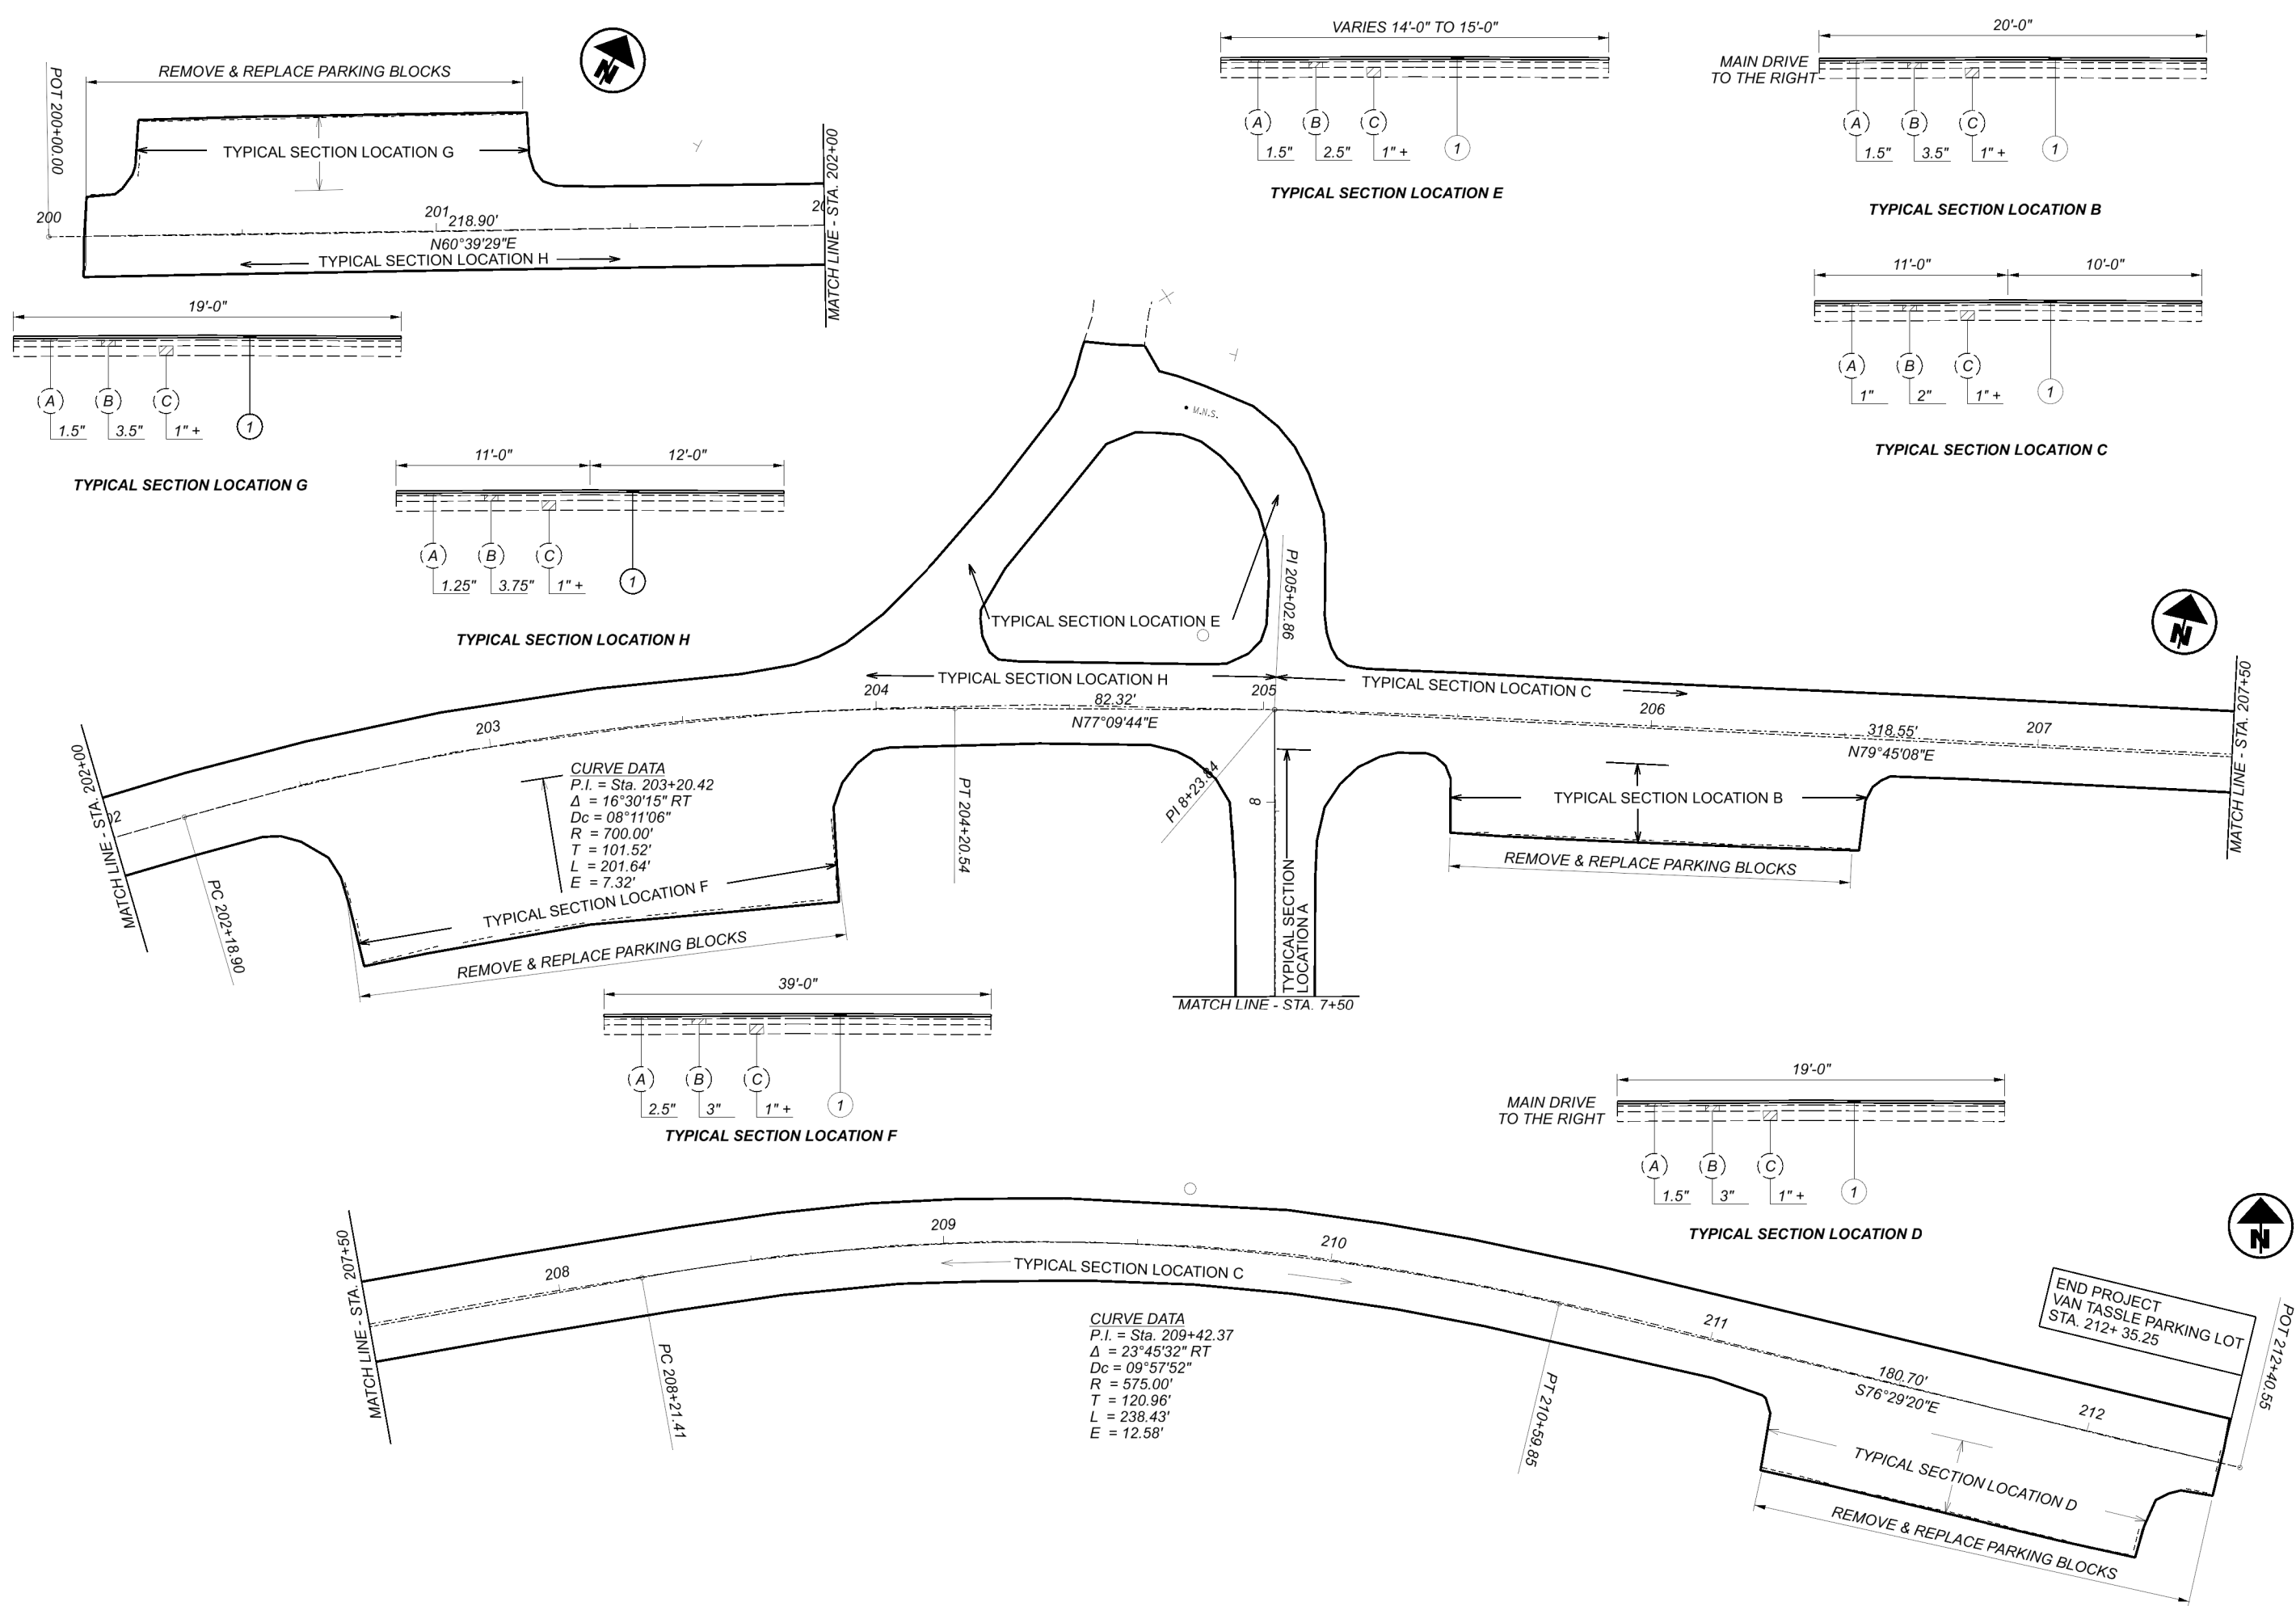 VARIES 14'-0" TO 15'-0"
A
B
C
1
1.5"
2.5"
1" +
TYPICAL SECTION LOCATION E
20'-0"
MAIN DRIVE
TO THE RIGHT
A
B
C
1
1.5"
3.5"
1" +
TYPICAL SECTION LOCATION B
N
REMOVE & REPLACE PARKING BLOCKS
POT 200+00.00
TYPICAL SECTION LOCATION G
200
201
218.90'
N60°39'29"E
TYPICAL SECTION LOCATION H
MATCH LINE - STA. 202+00
19'-0"
A
B
C
1
1.5"
3.5"
1" +
TYPICAL SECTION LOCATION G
11'-0"
12'-0"
A
B
C
1
1.25"
3.75"
1" +
TYPICAL SECTION LOCATION H
11'-0"
10'-0"
A
B
C
1
1"
2"
1" +
TYPICAL SECTION LOCATION C
M.N.S.
TYPICAL SECTION LOCATION E
PI 205+02.86
N
TYPICAL SECTION LOCATION H
TYPICAL SECTION LOCATION C
203
204
205
206
207
82.32'
N77°09'44"E
318.55'
N79°45'08"E
MATCH LINE - STA. 207+50
MATCH LINE - STA. 202+00
02
PC 202+18.90
CURVE DATA
P.I. = Sta. 203+20.42
Δ = 16°30'15" RT
Dc = 08°11'06"
R = 700.00'
T = 101.52'
L = 201.64'
E = 7.32'
TYPICAL SECTION LOCATION F
REMOVE & REPLACE PARKING BLOCKS
PT 204+20.54
PI 8+23.84
8
TYPICAL SECTION
LOCATION A
MATCH LINE - STA. 7+50
TYPICAL SECTION LOCATION B
REMOVE & REPLACE PARKING BLOCKS
39'-0"
A
B
C
1
2.5"
3"
1" +
TYPICAL SECTION LOCATION F
19'-0"
MAIN DRIVE
TO THE RIGHT
A
B
C
1
1.5"
3"
1" +
TYPICAL SECTION LOCATION D
N
MATCH LINE - STA. 207+50
208
209
210
211
212
TYPICAL SECTION LOCATION C
PC 208+21.41
CURVE DATA
P.I. = Sta. 209+42.37
Δ = 23°45'32" RT
Dc = 09°57'52"
R = 575.00'
T = 120.96'
L = 238.43'
E = 12.58'
PT 210+59.85
180.70'
S76°29'20"E
END PROJECT
VAN TASSLE PARKING LOT
STA. 212+ 35.25
POT 212+40.55
TYPICAL SECTION LOCATION D
REMOVE & REPLACE PARKING BLOCKS